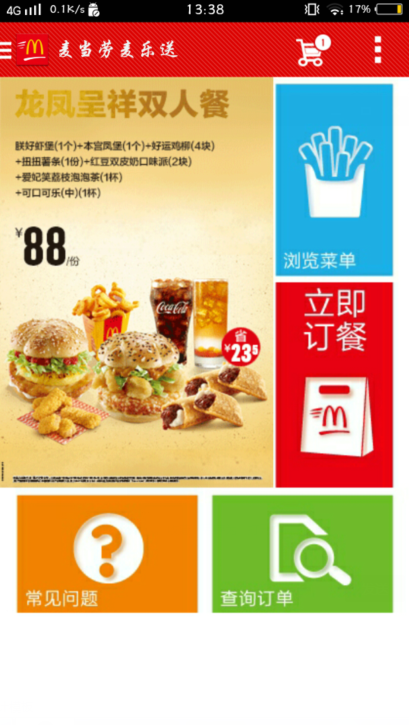 4G 0.1K/s 13:38 17%
麦当劳麦乐送
1
龙凤呈祥双人餐
朕好虾堡(1个)+本宫凤堡(1个)+好运鸡柳(4块)
+扭扭薯条(1份)+红豆双皮奶口味派(2块)
+爱妃笑荔枝泡泡茶(1杯)
+可口可乐(中)(1杯)
¥88/份
Coca-Cola
省
¥23.5
浏览菜单
立即
订餐
常见问题
查询订单